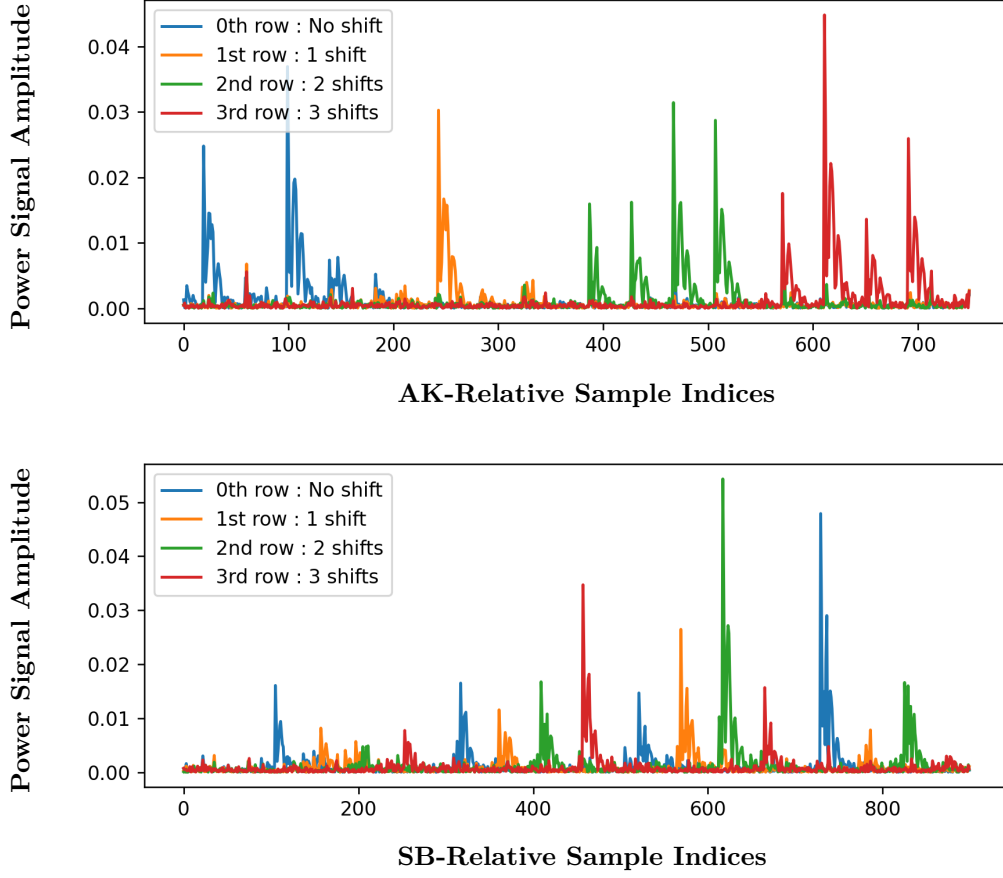 Power Signal Amplitude
0.04
0.03
0.02
0.01
0.00
0th row : No shift
1st row : 1 shift
2nd row : 2 shifts
3rd row : 3 shifts
0 100 200 300 400 500 600 700
AK-Relative Sample Indices
Power Signal Amplitude
0.05
0.04
0.03
0.02
0.01
0.00
0th row : No shift
1st row : 1 shift
2nd row : 2 shifts
3rd row : 3 shifts
0 200 400 600 800
SB-Relative Sample Indices